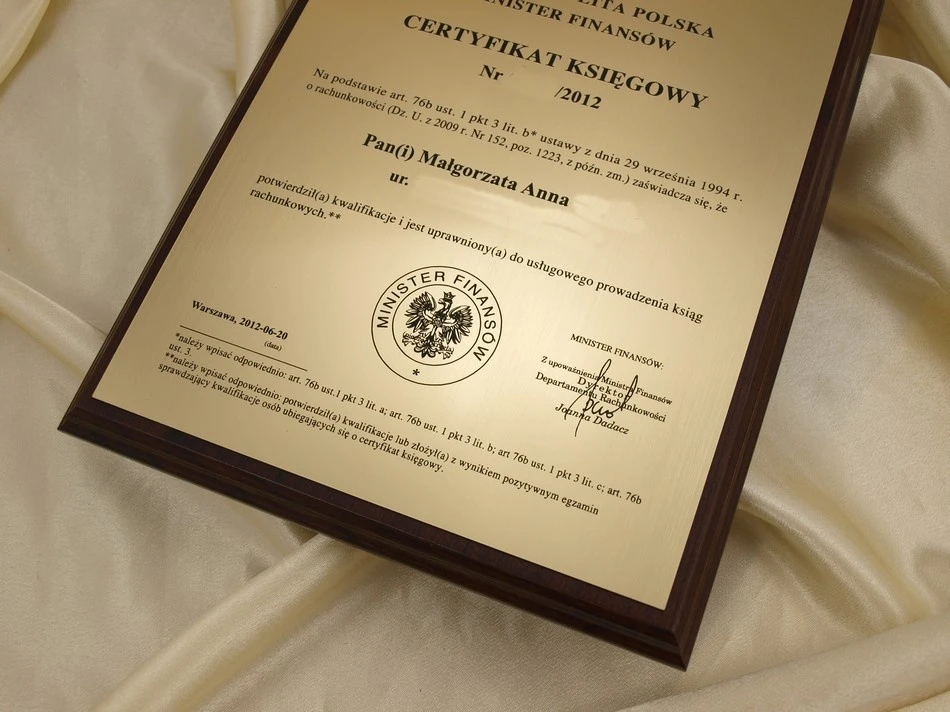 LITA POLSKA
MINISTER FINANSÓW
CERTYFIKAT KSIĘGOWY
Nr /2012
Na podstawie art. 76b ust. 1 pkt 3 lit. b* ustawy z dnia 29 września 1994 r.
o rachunkowości (Dz. U. z 2009 r. Nr 152, poz. 1223, z późn. zm.) zaświadcza się, że
Pan(i) Małgorzata Anna
ur.
potwierdził(a) kwalifikacje i jest uprawniony(a) do usługowego prowadzenia ksiąg
rachunkowych.**
MINISTER FINANSÓW
*
Warszawa, 2012-06-20
(data)
MINISTER FINANSÓW:
Z upoważnienia Ministra Finansów
Dyrektor
Departamentu Rachunkowości
Joanna Dadacz
*należy wpisać odpowiednio: art. 76b ust.1 pkt 3 lit. a; art. 76b ust. 1 pkt 3 lit. b; art 76b ust. 1 pkt 3 lit. c; art. 76b
ust. 3.
**należy wpisać odpowiednio: potwierdził(a) kwalifikacje lub złożył(a) z wynikiem pozytywnym egzamin
sprawdzający kwalifikacje osób ubiegających się o certyfikat księgowy.